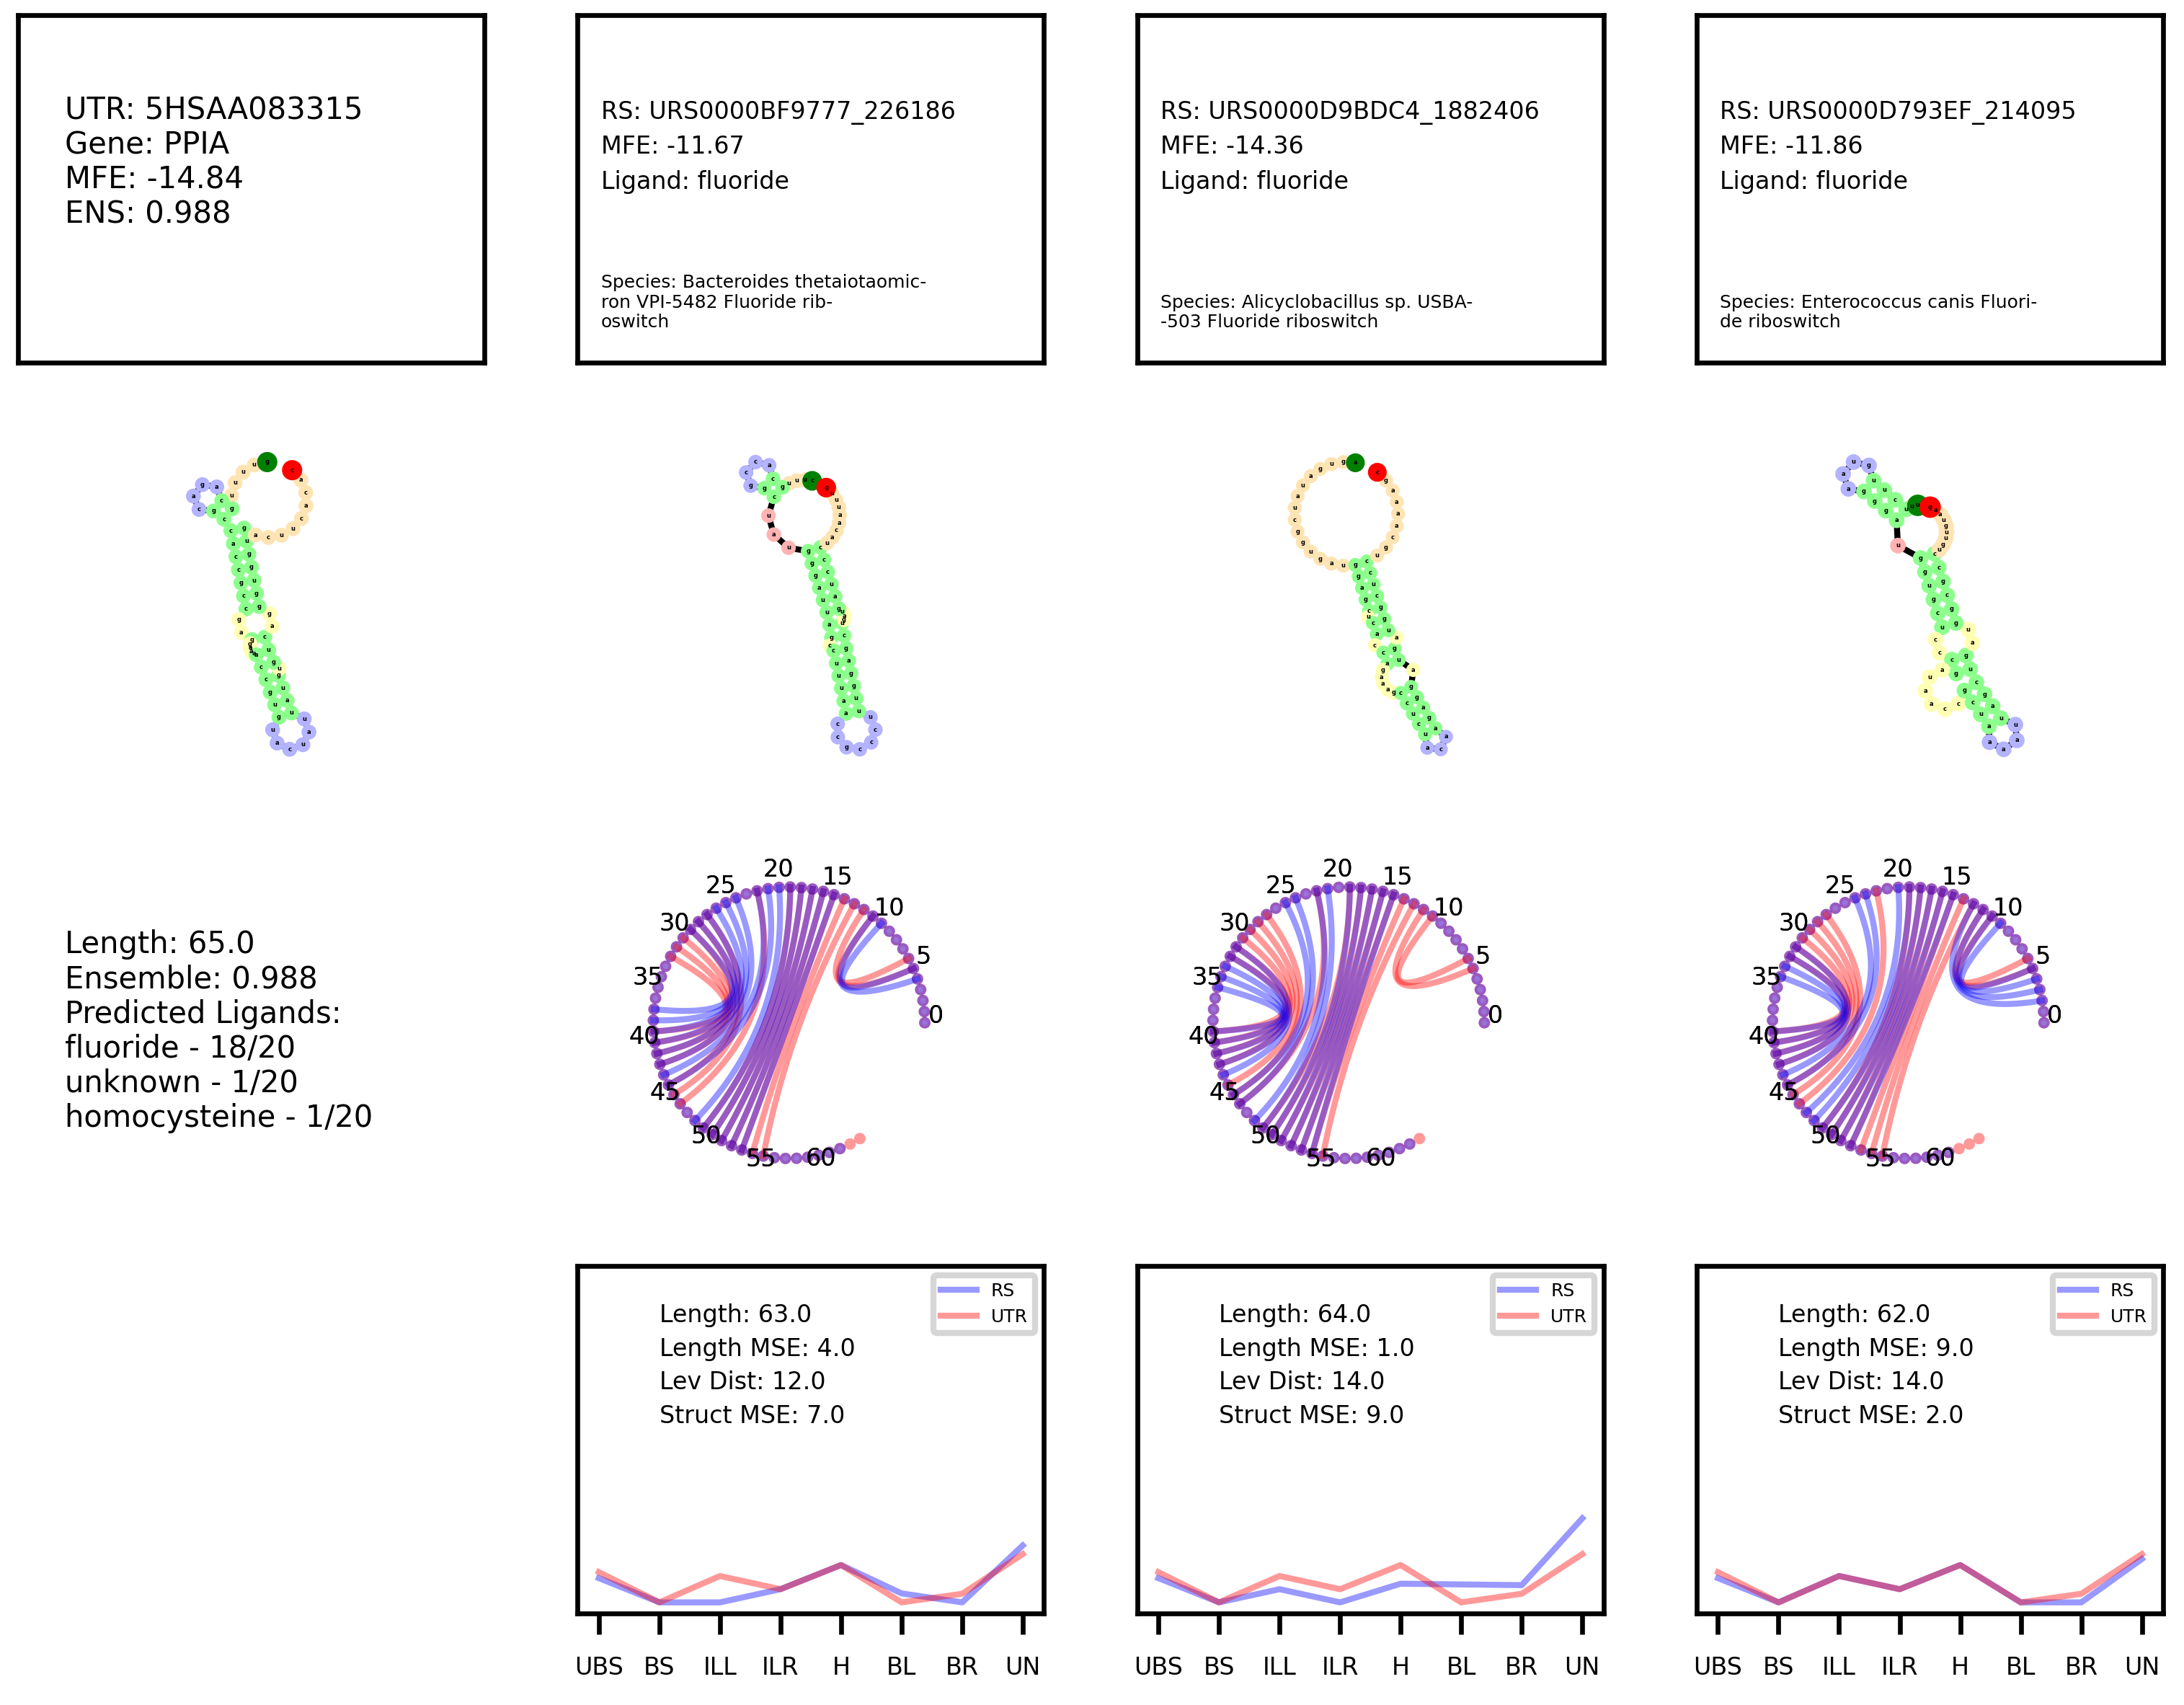 UTR: 5HSAA083315
Gene: PPIA
MFE: -14.84
ENS: 0.988
RS: URS0000BF9777_226186
MFE: -11.67
Ligand: fluoride
Species: Bacteroides thetaiotaomic-
ron VPI-5482 Fluoride rib-
oswitch
RS: URS0000D9BDC4_1882406
MFE: -14.36
Ligand: fluoride
Species: Alicyclobacillus sp. USBA-
-503 Fluoride riboswitch
RS: URS0000D793EF_214095
MFE: -11.86
Ligand: fluoride
Species: Enterococcus canis Fluori-
de riboswitch
Length: 65.0
Ensemble: 0.988
Predicted Ligands:
fluoride - 18/20
unknown - 1/20
homocysteine - 1/20
0
5
10
15
20
25
30
35
40
45
50
55
60
0
5
10
15
20
25
30
35
40
45
50
55
60
0
5
10
15
20
25
30
35
40
45
50
55
60
RS
UTR
Length: 63.0
Length MSE: 4.0
Lev Dist: 12.0
Struct MSE: 7.0
UBS BS ILL ILR H BL BR UN
RS
UTR
Length: 64.0
Length MSE: 1.0
Lev Dist: 14.0
Struct MSE: 9.0
UBS BS ILL ILR H BL BR UN
RS
UTR
Length: 62.0
Length MSE: 9.0
Lev Dist: 14.0
Struct MSE: 2.0
UBS BS ILL ILR H BL BR UN